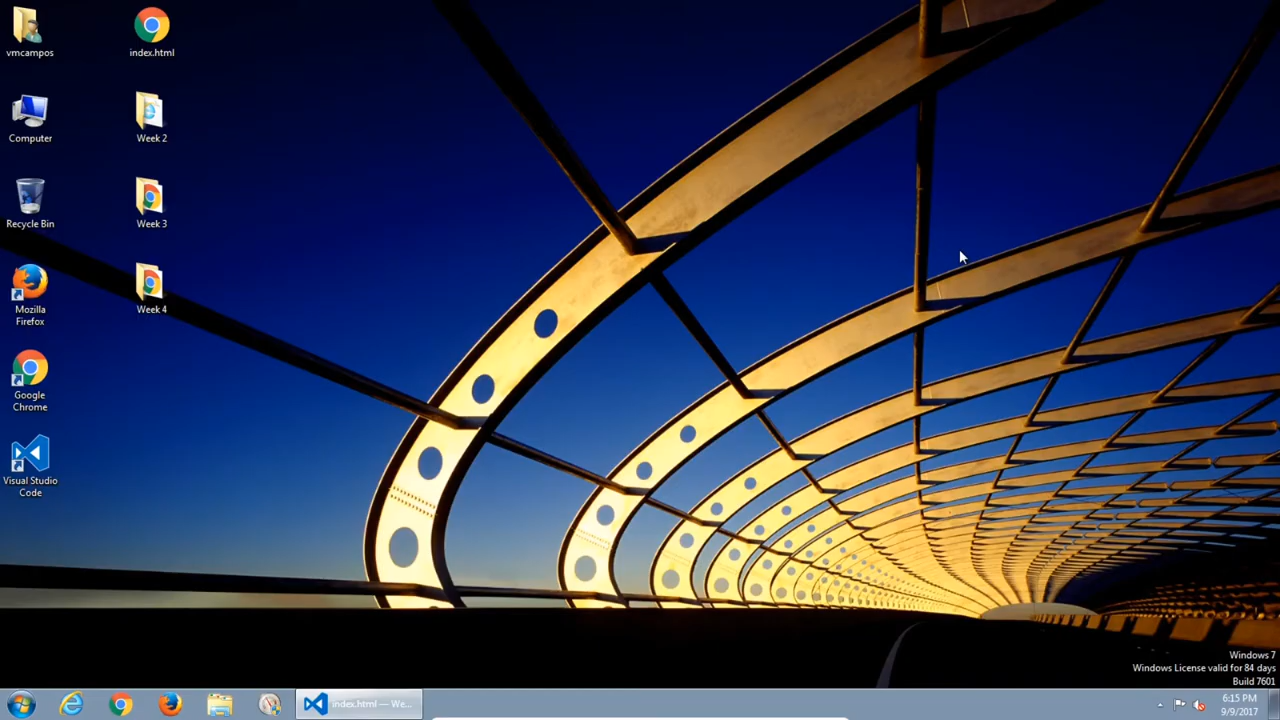 vmcampos
index.html
Computer
Week 2
Recycle Bin
Week 3
Mozilla
Firefox
Week 4
Google
Chrome
Visual Studio
Code
Windows 7
Windows License valid for 84 days
Build 7601
index.html — We...
6:15 PM
9/9/2017